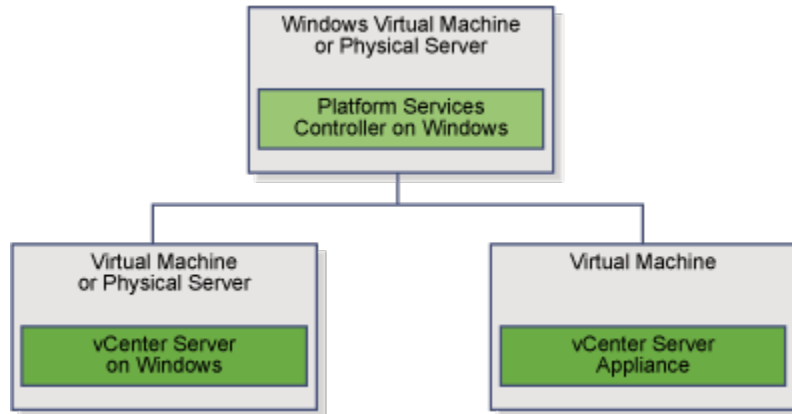 Windows Virtual Machine
or Physical Server
Platform Services
Controller on Windows
Virtual Machine
or Physical Server
vCenter Server
on Windows
Virtual Machine
vCenter Server
Appliance